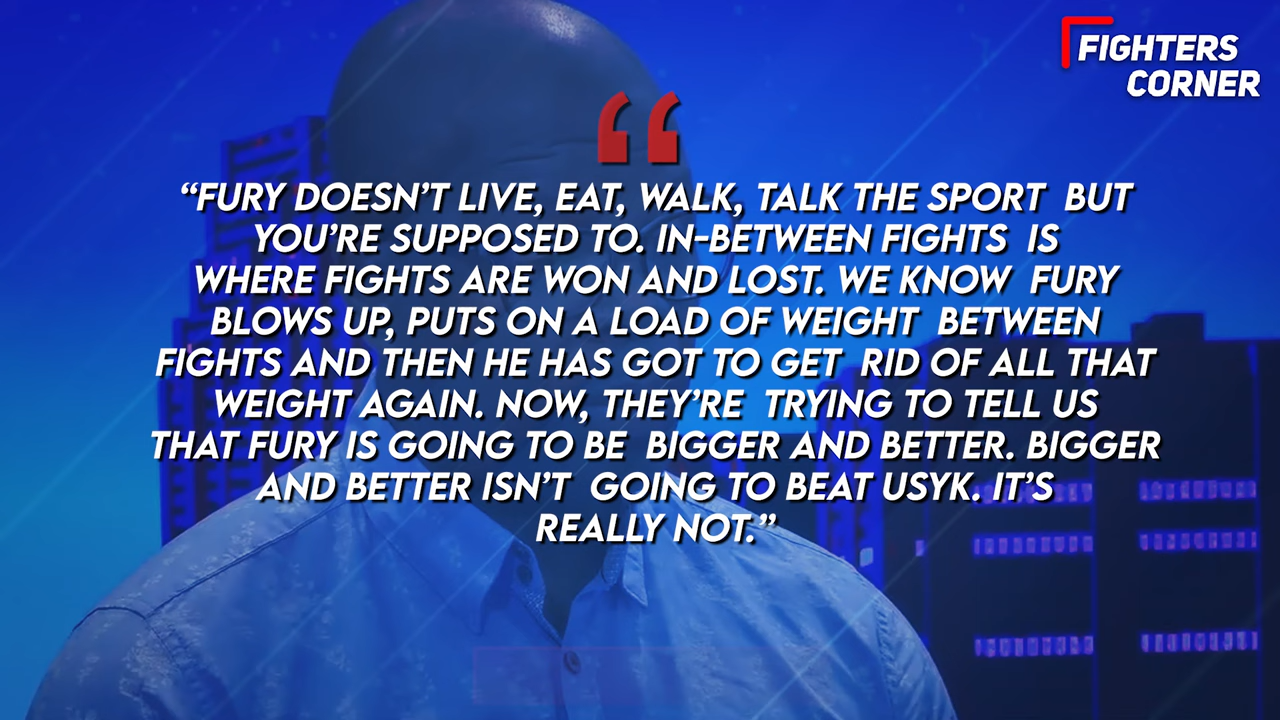 FIGHTERS
CORNER
“
“FURY DOESN’T LIVE, EAT, WALK, TALK THE SPORT BUT
YOU’RE SUPPOSED TO. IN-BETWEEN FIGHTS IS
WHERE FIGHTS ARE WON AND LOST. WE KNOW FURY
BLOWS UP, PUTS ON A LOAD OF WEIGHT BETWEEN
FIGHTS AND THEN HE HAS GOT TO GET RID OF ALL THAT
WEIGHT AGAIN. NOW, THEY’RE TRYING TO TELL US
THAT FURY IS GOING TO BE BIGGER AND BETTER. BIGGER
AND BETTER ISN’T GOING TO BEAT USYK. IT’S
REALLY NOT.”